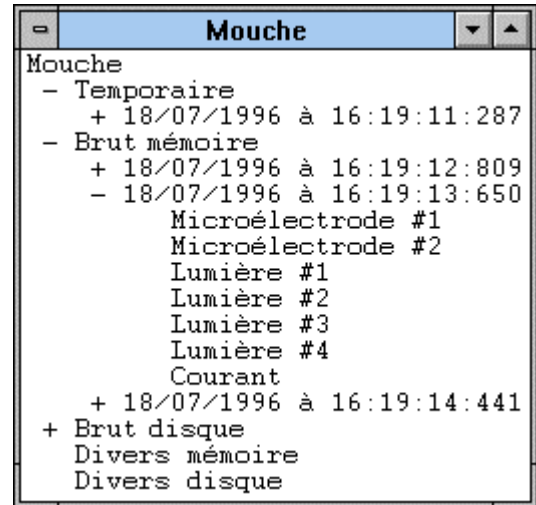 Mouche
Mouche
− Temporaire
+ 18/07/1996 à 16:19:11:287
− Brut mémoire
+ 18/07/1996 à 16:19:12:809
− 18/07/1996 à 16:19:13:650
Microélectrode #1
Microélectrode #2
Lumière #1
Lumière #2
Lumière #3
Lumière #4
Courant
+ 18/07/1996 à 16:19:14:441
+ Brut disque
Divers mémoire
Divers disque